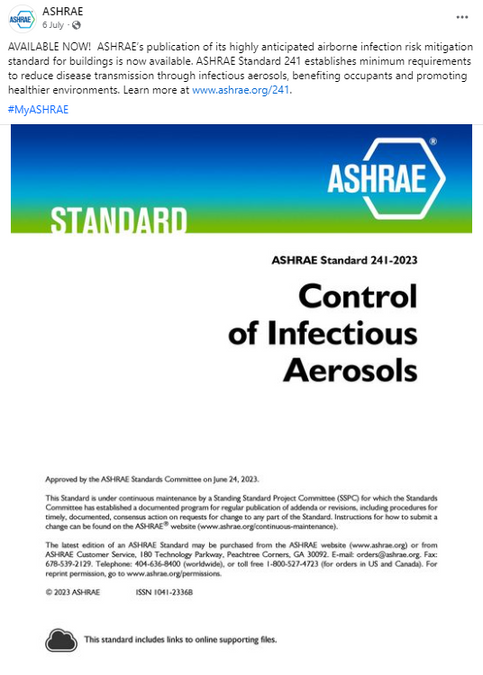 ASHRAE
ASHRAE
6 July ·
AVAILABLE NOW!  ASHRAE's publication of its highly anticipated airborne infection risk mitigation
standard for buildings is now available. ASHRAE Standard 241 establishes minimum requirements
to reduce disease transmission through infectious aerosols, benefiting occupants and promoting
healthier environments. Learn more at www.ashrae.org/241.
#MyASHRAE
ASHRAE®
STANDARD
ASHRAE Standard 241-2023
Control
of Infectious
Aerosols
Approved by the ASHRAE Standards Committee on June 24, 2023.
This Standard is under continuous maintenance by a Standing Standard Project Committee (SSPC) for which the Standards
Committee has established a documented program for regular publication of addenda or revisions, including procedures for
timely, documented, consensus action on requests for change to any part of the Standard. Instructions for how to submit a
change can be found on the ASHRAE® website (www.ashrae.org/continuous-maintenance).
The latest edition of an ASHRAE Standard may be purchased from the ASHRAE website (www.ashrae.org) or from
ASHRAE Customer Service, 180 Technology Parkway, Peachtree Corners, GA 30092. E-mail: orders@ashrae.org. Fax:
678-539-2129. Telephone: 404-636-8400 (worldwide), or toll free 1-800-527-4723 (for orders in US and Canada). For
reprint permission, go to www.ashrae.org/permissions.
© 2023 ASHRAE ISSN 1041-2336B
This standard includes links to online supporting files.